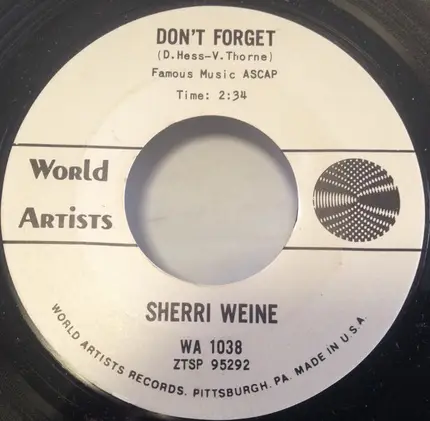 DON'T FORGET
(D. Hess-V. Thorne)
Famous Music ASCAP
Time: 2:34
World
Artists
SHERRI WEINE
WA 1038
ZTSP 95292
WORLD ARTISTS RECORDS. PITTSBURGH. PA. MADE IN U.S.A.